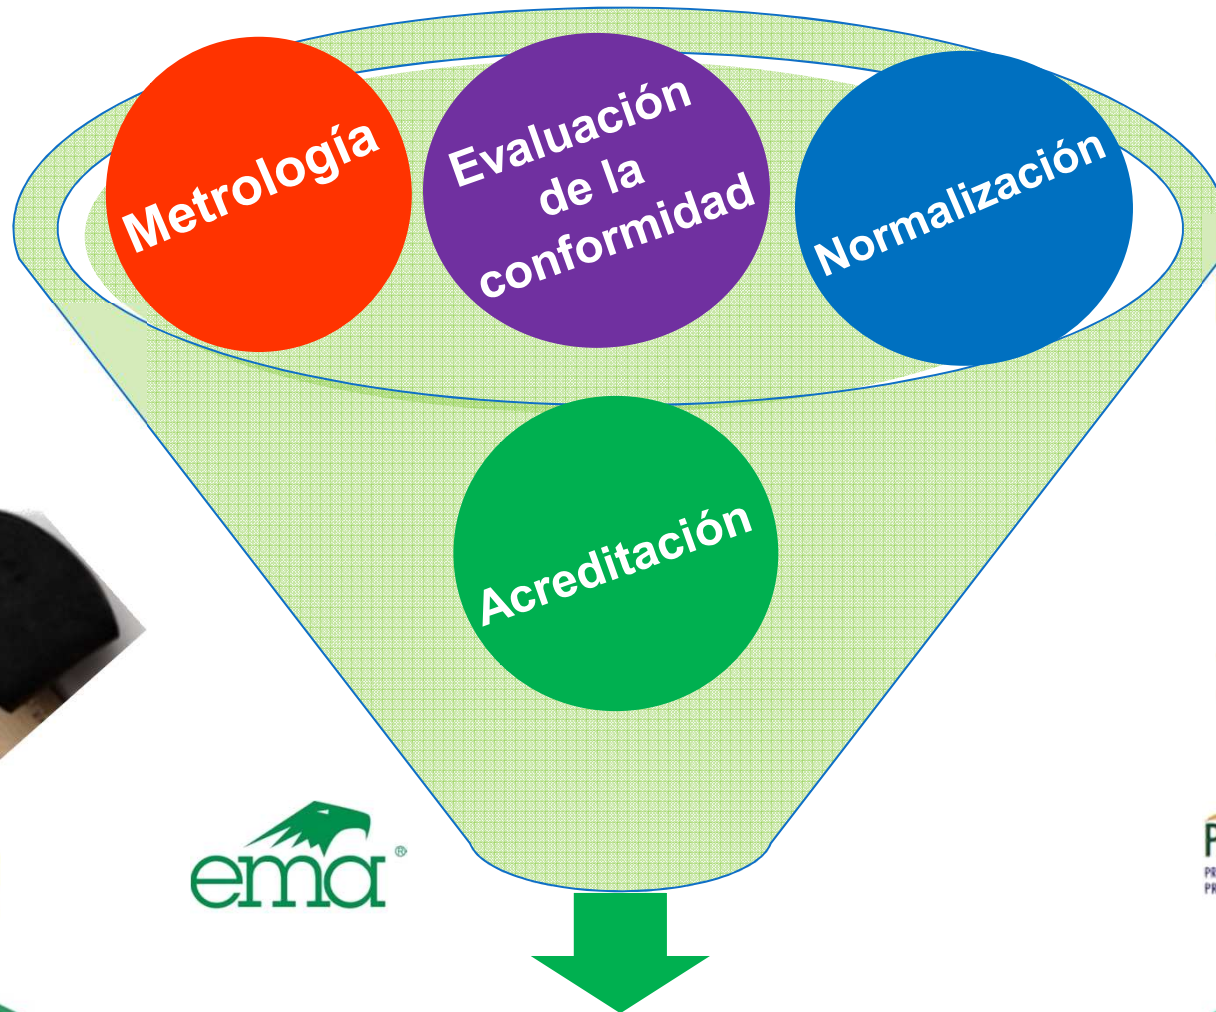 Metrología
Evaluación
de la
conformidad
Normalización
Acreditación
ema®